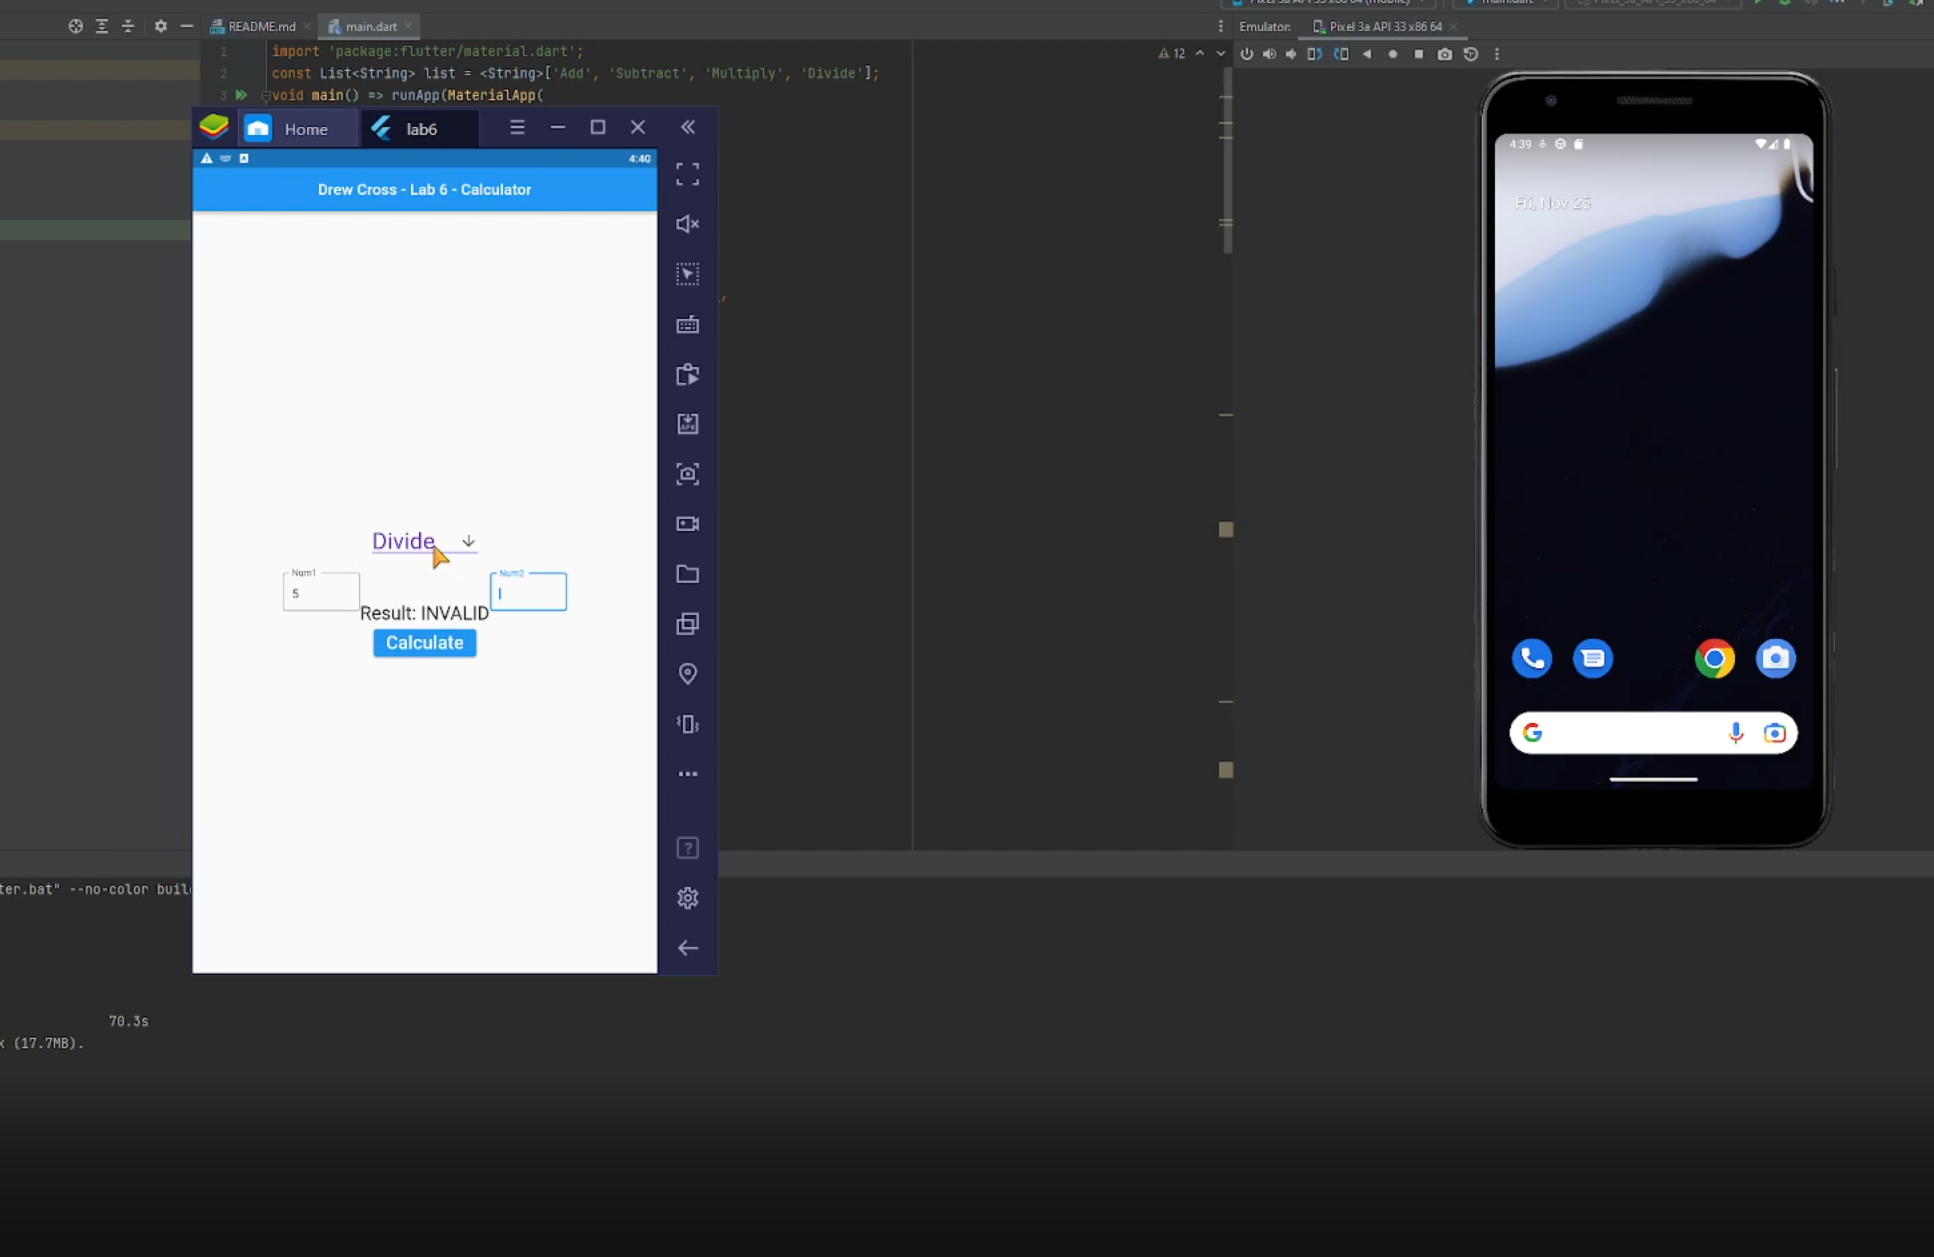 README.md
main.dart
Emulator:
Pixel 3a API 33 x86 64
1 import 'package:flutter/material.dart';
2 const List<String> list = <String>['Add', 'Subtract', 'Multiply', 'Divide'];
3 void main() => runApp(MaterialApp(
12
Home
lab6
4:40
Drew Cross - Lab 6 - Calculator
Divide
Num1
5
Num2
Result: INVALID
Calculate
APK
?
4:39
Fri, Nov 25
ter.bat" --no-color buil
70.3s
x (17.7MB).